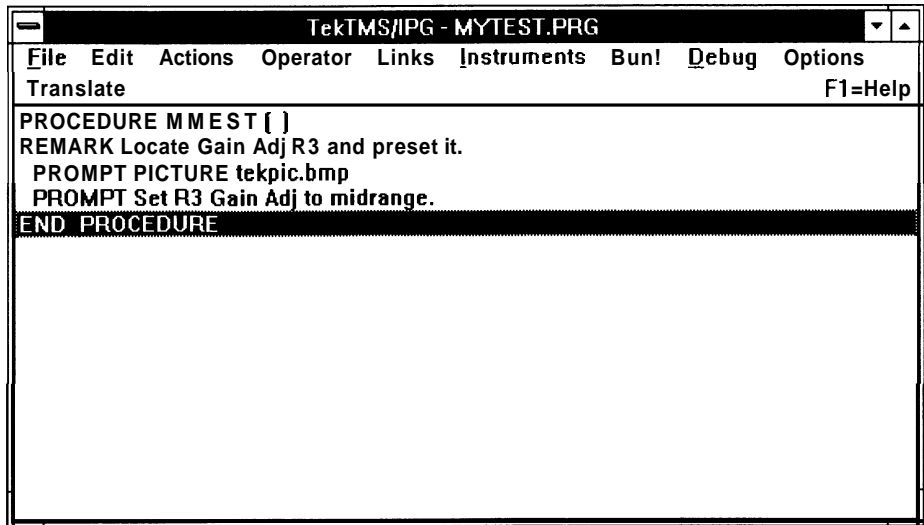 TekTMS/IPG - MYTEST.PRG
File Edit Actions Operator Links Instruments Bun! Debug Options
Translate F1=Help
PROCEDURE MMEST [ ]
REMARK Locate Gain Adj R3 and preset it.
PROMPT PICTURE tekpic.bmp
PROMPT Set R3 Gain Adj to midrange.
END PROCEDURE